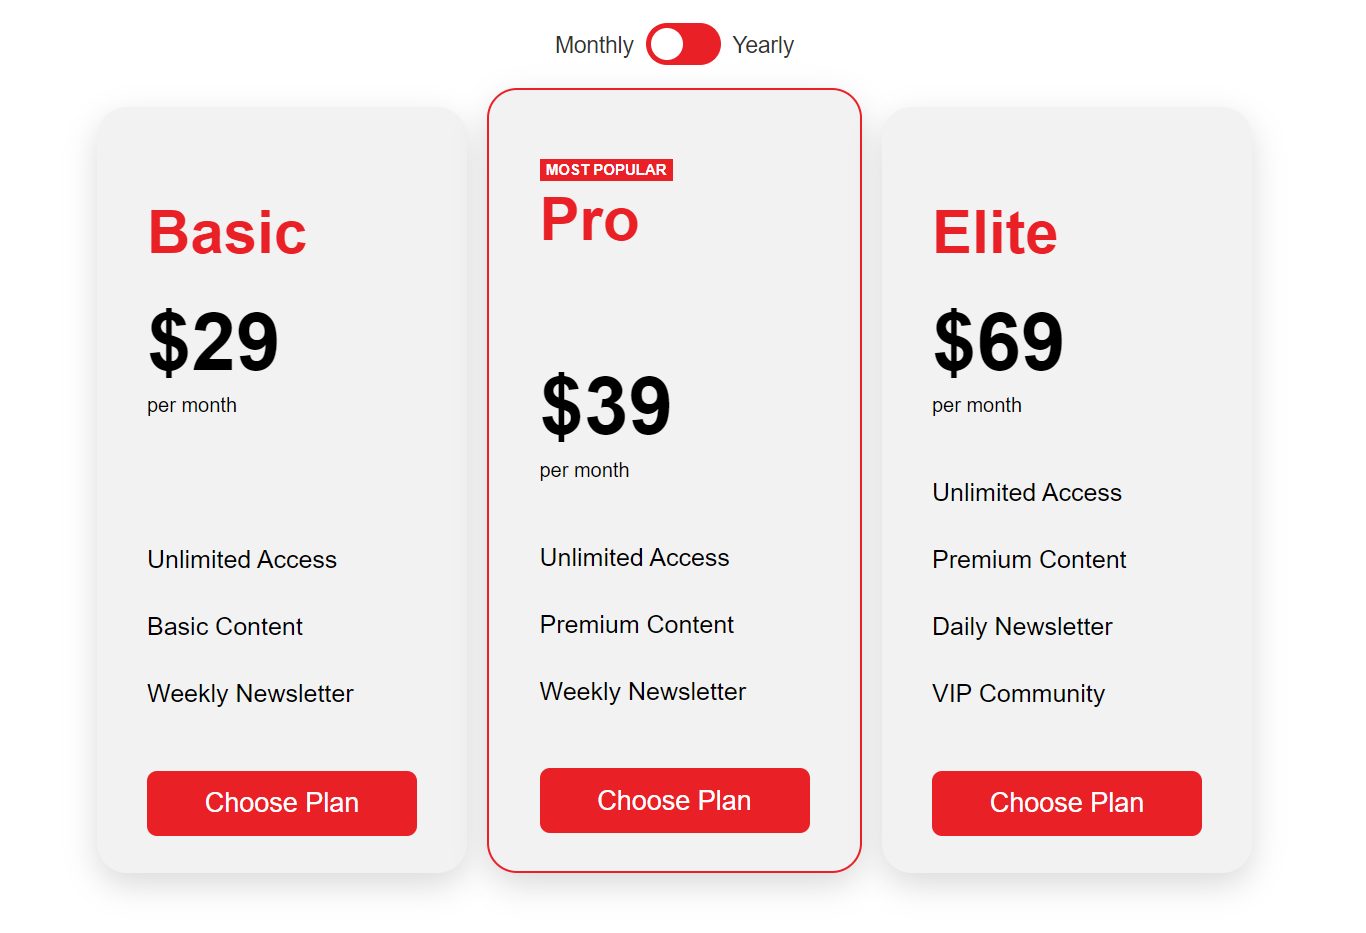 Monthly Yearly
Basic
$29
per month
Unlimited Access
Basic Content
Weekly Newsletter
Choose Plan
MOST POPULAR
Pro
$39
per month
Unlimited Access
Premium Content
Weekly Newsletter
Choose Plan
Elite
$69
per month
Unlimited Access
Premium Content
Daily Newsletter
VIP Community
Choose Plan